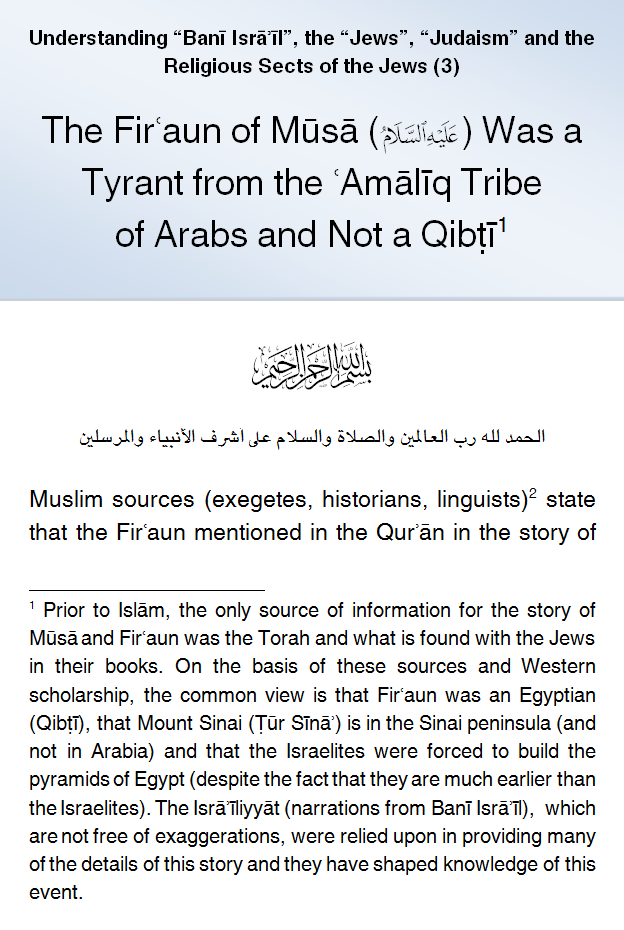 Understanding “Banī Isrāʾīl”, the “Jews”, “Judaism” and the
Religious Sects of the Jews (3)
The Firʿaun of Mūsā (عَلَيْهِ السَّلَامُ) Was a
Tyrant from the ʿAmālīq Tribe
of Arabs and Not a Qibṭī¹
بسم الله الرحمن الرحيم
الحمد لله رب العالمين والصلاة والسلام على أشرف الأنبياء والمرسلين
Muslim sources (exegetes, historians, linguists)² state
that the Firʿaun mentioned in the Qurʾān in the story of
¹ Prior to Islām, the only source of information for the story of
Mūsā and Firʿaun was the Torah and what is found with the Jews
in their books. On the basis of these sources and Western
scholarship, the common view is that Firʿaun was an Egyptian
(Qibṭī), that Mount Sinai (Ṭūr Sīnāʾ) is in the Sinai peninsula (and
not in Arabia) and that the Israelites were forced to build the
pyramids of Egypt (despite the fact that they are much earlier than
the Israelites). The Isrāʾīliyyāt (narrations from Banī Isrāʾīl), which
are not free of exaggerations, were relied upon in providing many
of the details of this story and they have shaped knowledge of this
event.